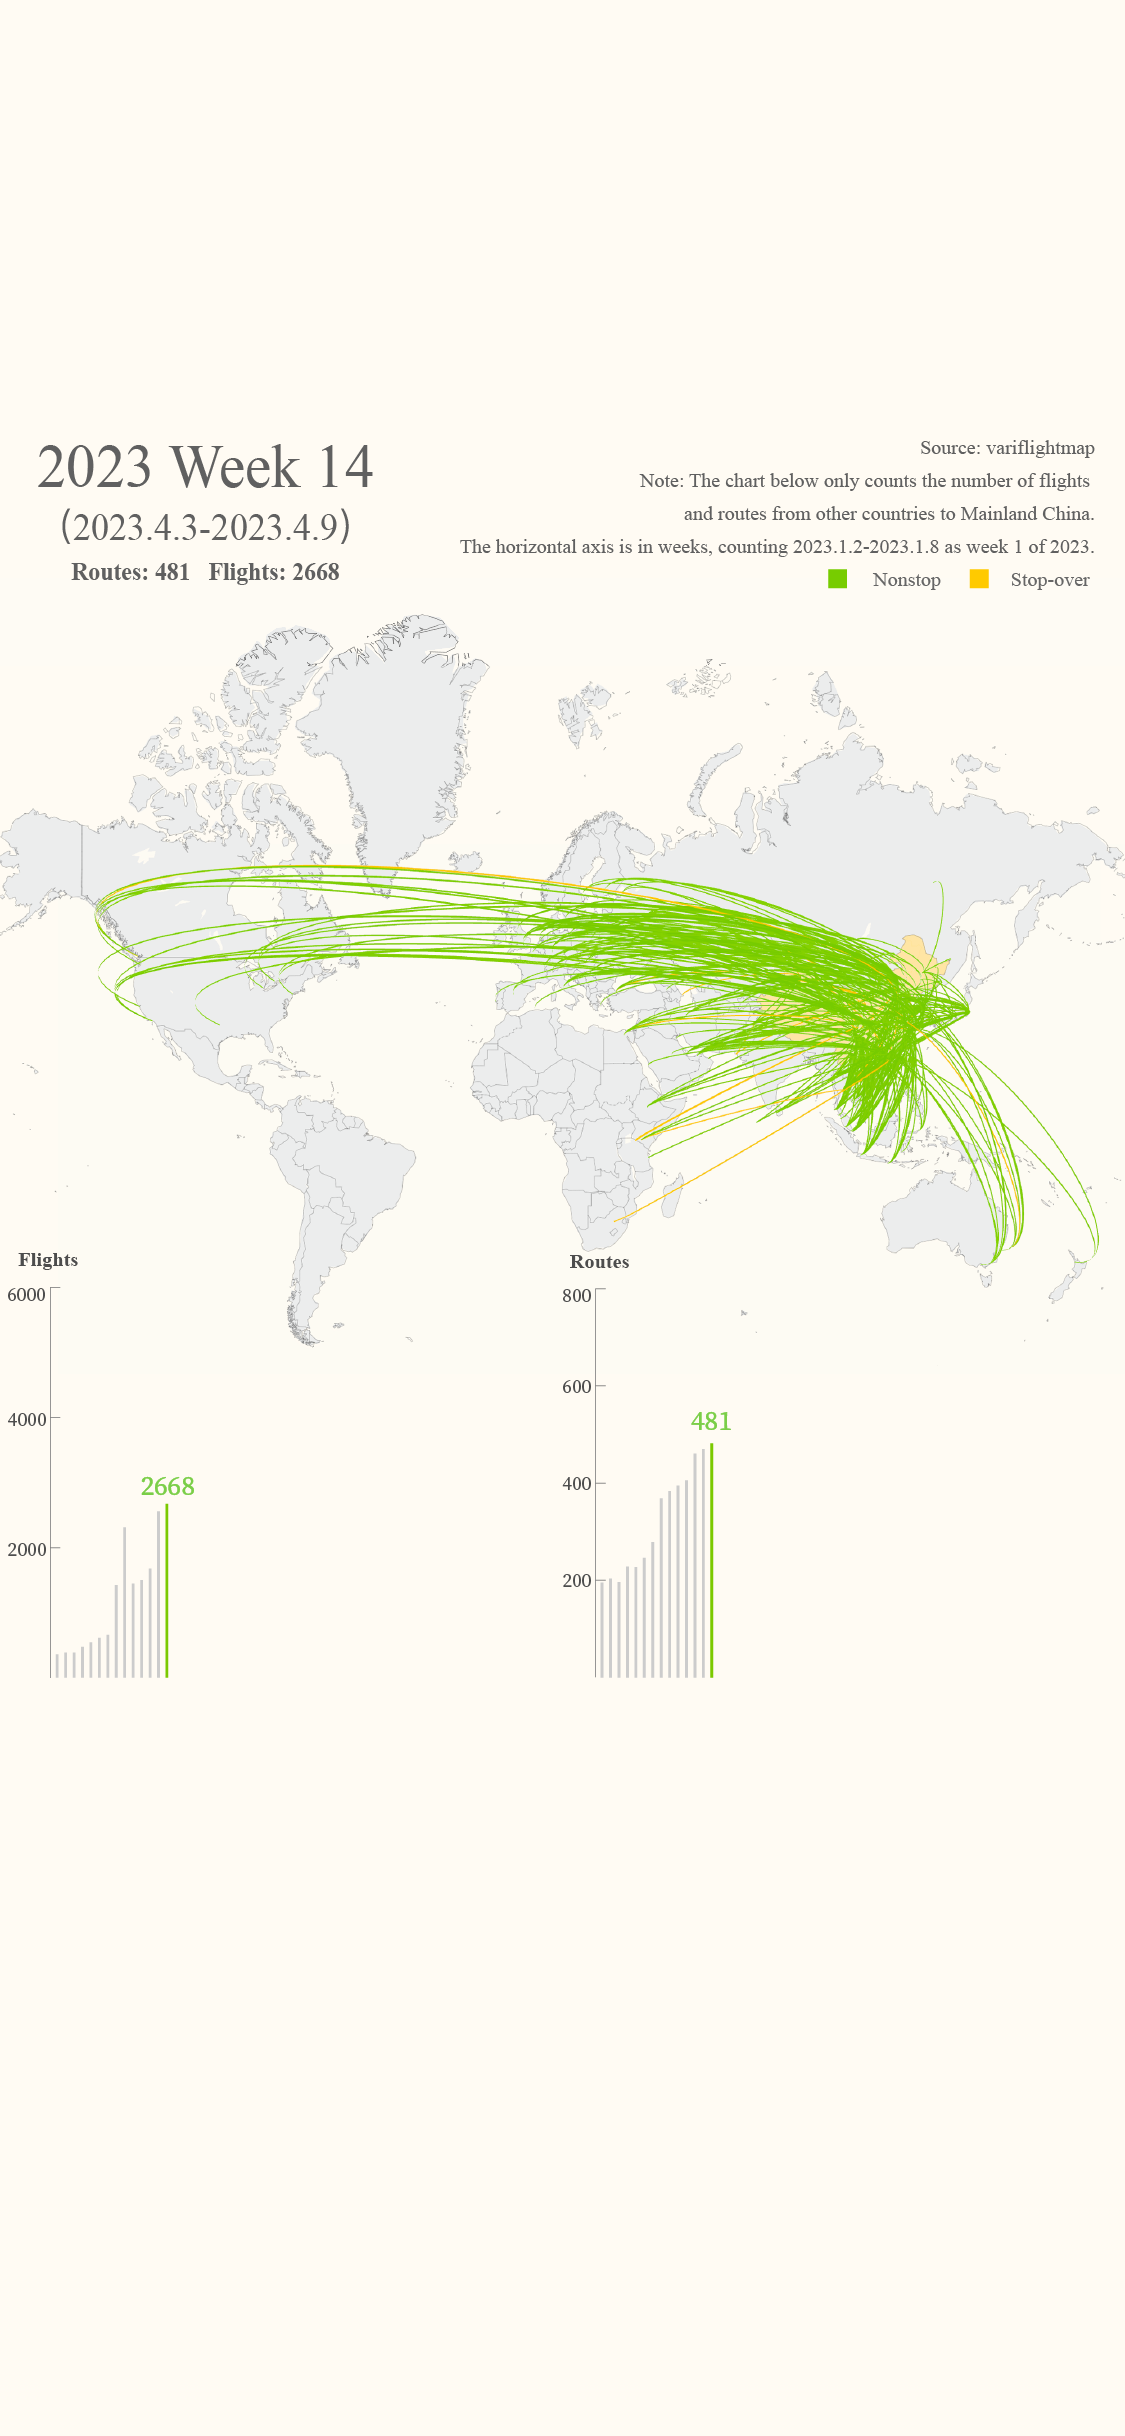 2023 Week 14
(2023.4.3-2023.4.9)
Routes: 481 Flights: 2668
Source: variflightmap
Note: The chart below only counts the number of flights
and routes from other countries to Mainland China.
The horizontal axis is in weeks, counting 2023.1.2-2023.1.8 as week 1 of 2023.
Nonstop Stop-over
Flights
6000
4000
2668
2000
Routes
800
600
481
400
200